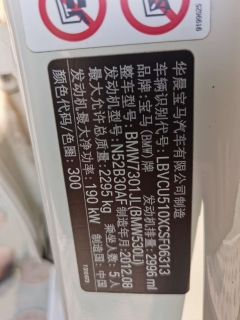 9199625
华晨宝马汽车有限公司制造
车辆识别代号: LBVCU510XCSF06313
品牌: 宝马(BMW)牌
整车型号: BMW7301JL(BMW530Li)
发动机型号: N52B30AF
发动机排量: 2996 ml
制造年月: 2012.08
最大允许总质量: 2295 kg
乘坐人数: 5人
发动机最大净功率: 190 kW
制造国: 中国
颜色代码/颜色: 300